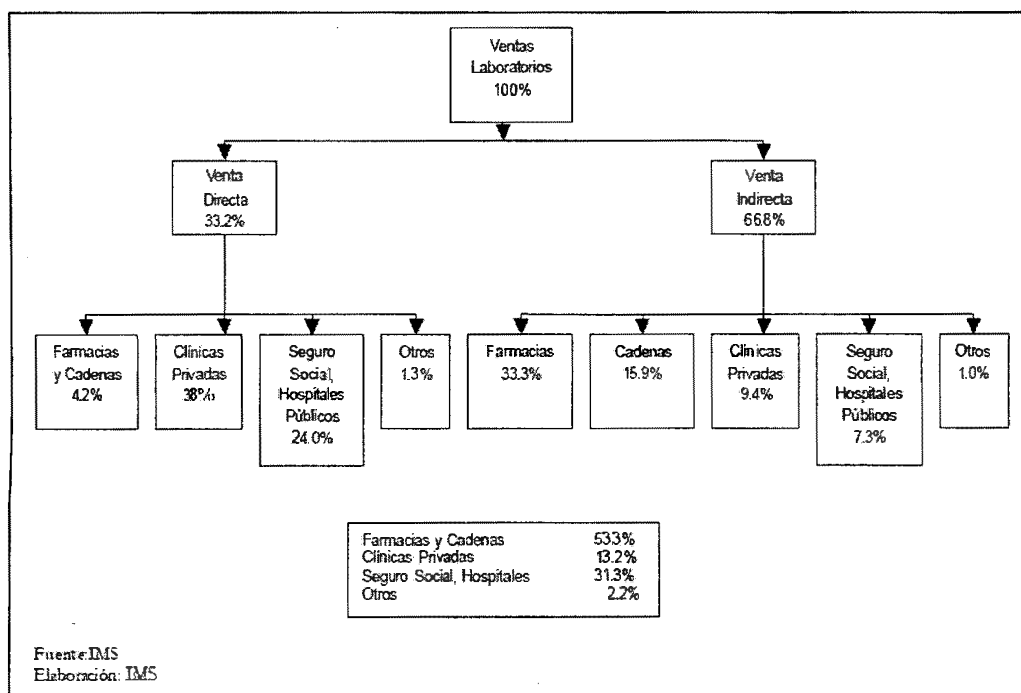 Ventas
Laboratorios
100%
Venta
Directa
33.2%
Venta
Indirecta
66.8%
Farmacias
y Cadenas
4.2%
Clínicas
Privadas
38%
Seguro
Social,
Hospitales
Públicos
24.0%
Otros
1.3%
Farmacias
33.3%
Cadenas
15.9%
Clínicas
Privadas
9.4%
Seguro
Social,
Hospitales
Públicos
7.3%
Otros
1.0%
Farmacias y Cadenas 53.3%
Clínicas Privadas 13.2%
Seguro Social, Hospitales 31.3%
Otros 2.2%
Fuente:IMS
Elaboración: IMS